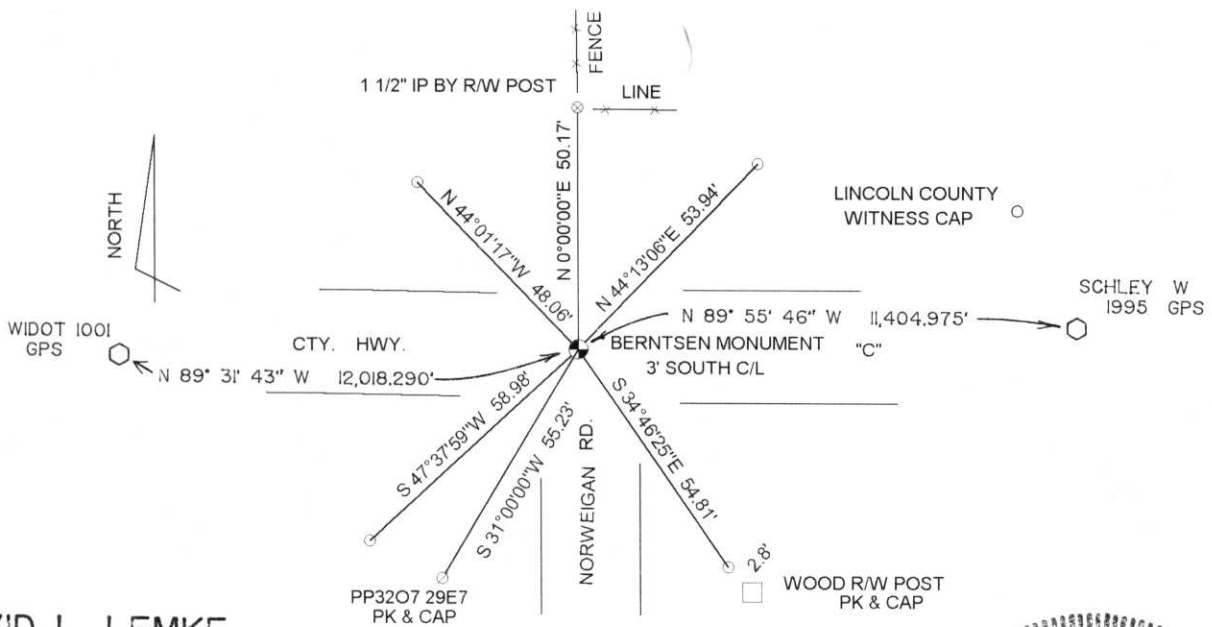 FENCE
1 1/2" IP BY R/W POST
LINE
NORTH
N 0°00'00"E 50.17'
N 44°01'17"W 48.06'
N 44°13'06"E 53.94'
LINCOLN COUNTY
WITNESS CAP
WIDOT 1001
GPS
SCHLEY W
1995 GPS
N 89° 55' 46" W 11,404.975'
CTY. HWY.
BERNTSEN MONUMENT
3' SOUTH C/L
"C"
N 89° 31' 43" W 12,018.290'
S 47°37'59"W 58.98'
S 31°00'00"W 55.23'
NORWEIGAN RD.
S 34°46'25"E 54.81'
2.8'
PP32O7 29E7
PK & CAP
WOOD R/W POST
PK & CAP
L. LEMKE